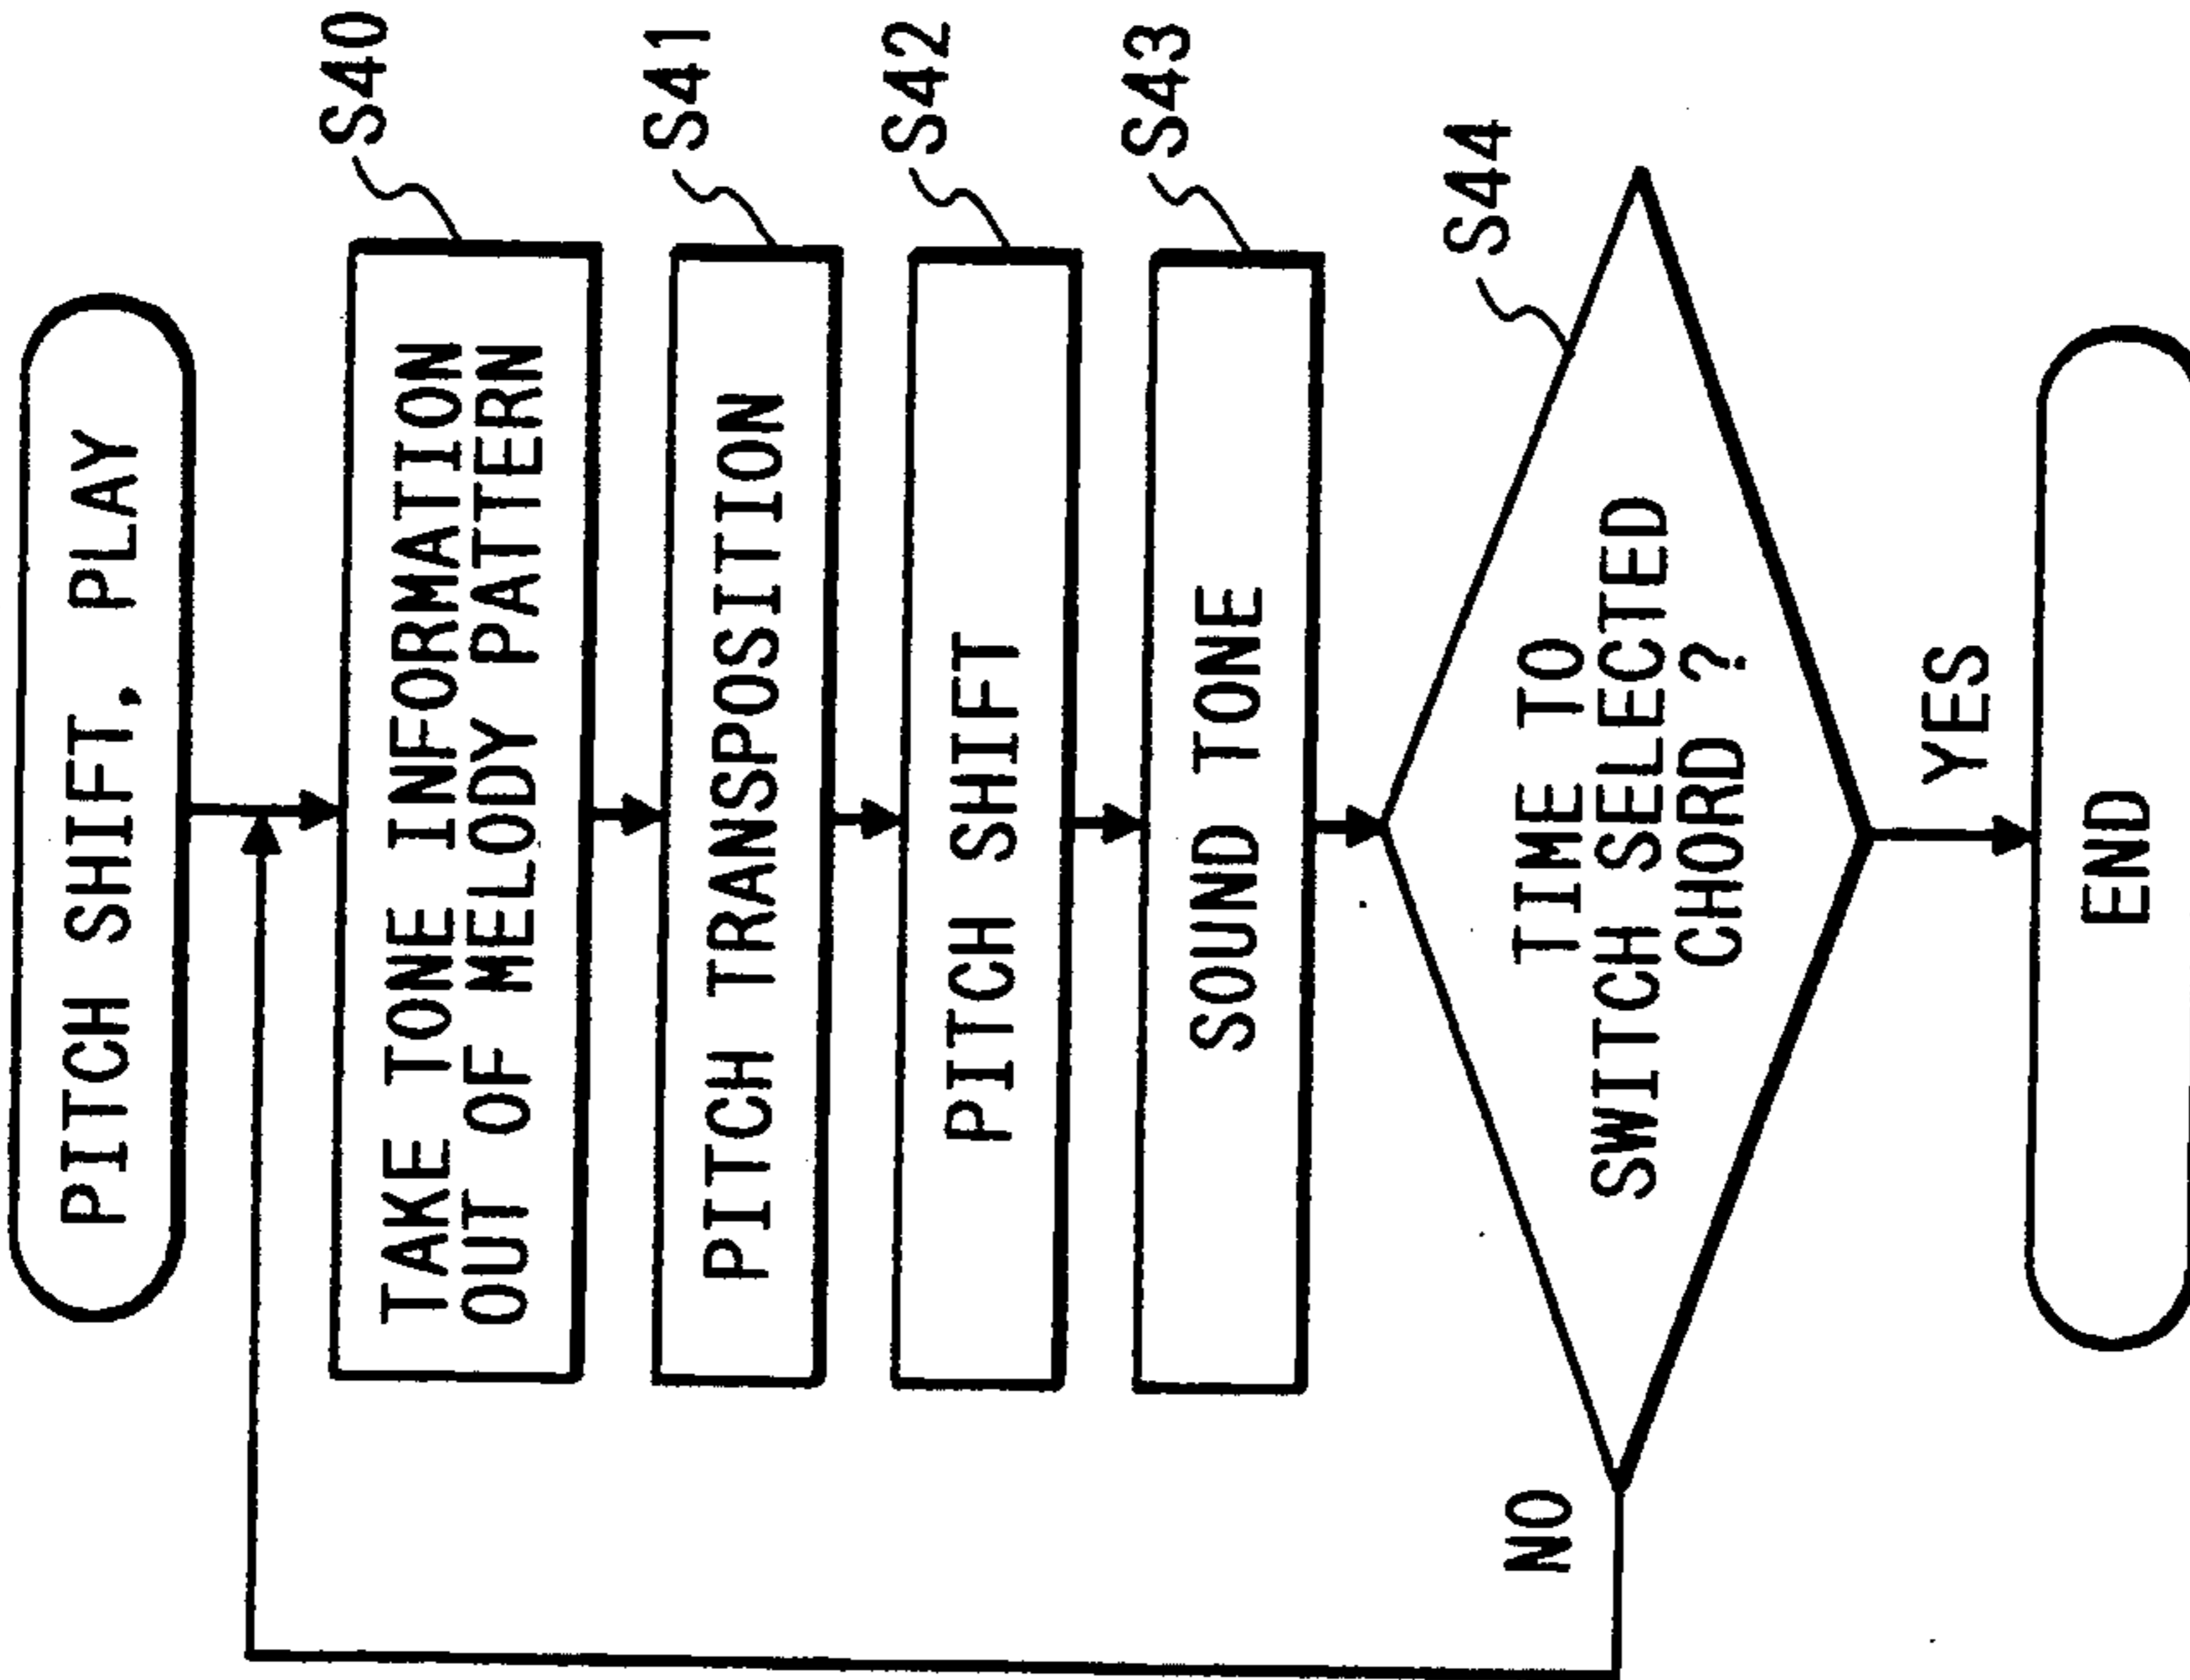 PITCH SHIFT, PLAY
S40
TAKE TONE INFORMATION
OUT OF MELODY PATTERN
S41
PITCH TRANSPOSITION
S42
PITCH SHIFT
S43
SOUND TONE
S44
TIME TO
SWITCH SELECTED
CHORD ?
NO
YES
END